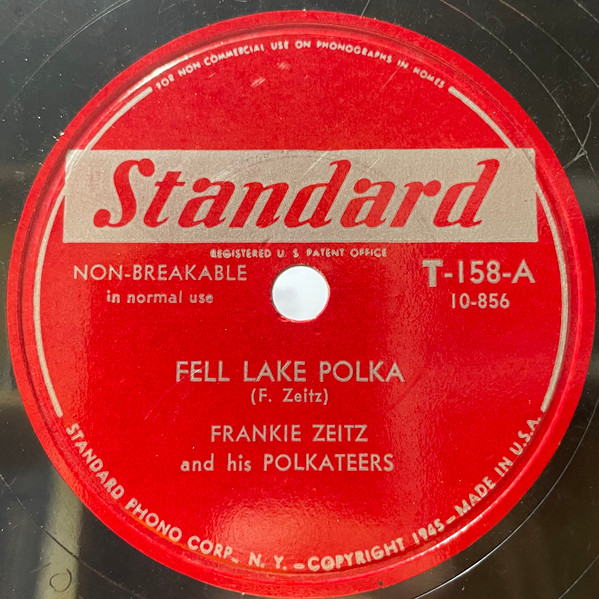 FOR NON COMMERCIAL USE ON PHONOGRAPHS IN HOMES
Standard
REGISTERED U. S. PATENT OFFICE
NON-BREAKABLE
in normal use
T-158-A
10-856
FELL LAKE POLKA
(F. Zeitz)
FRANKIE ZEITZ
and his POLKATEERS
STANDARD PHONO CORP., N. Y. – COPYRIGHT 1945 – MADE IN U.S.A.